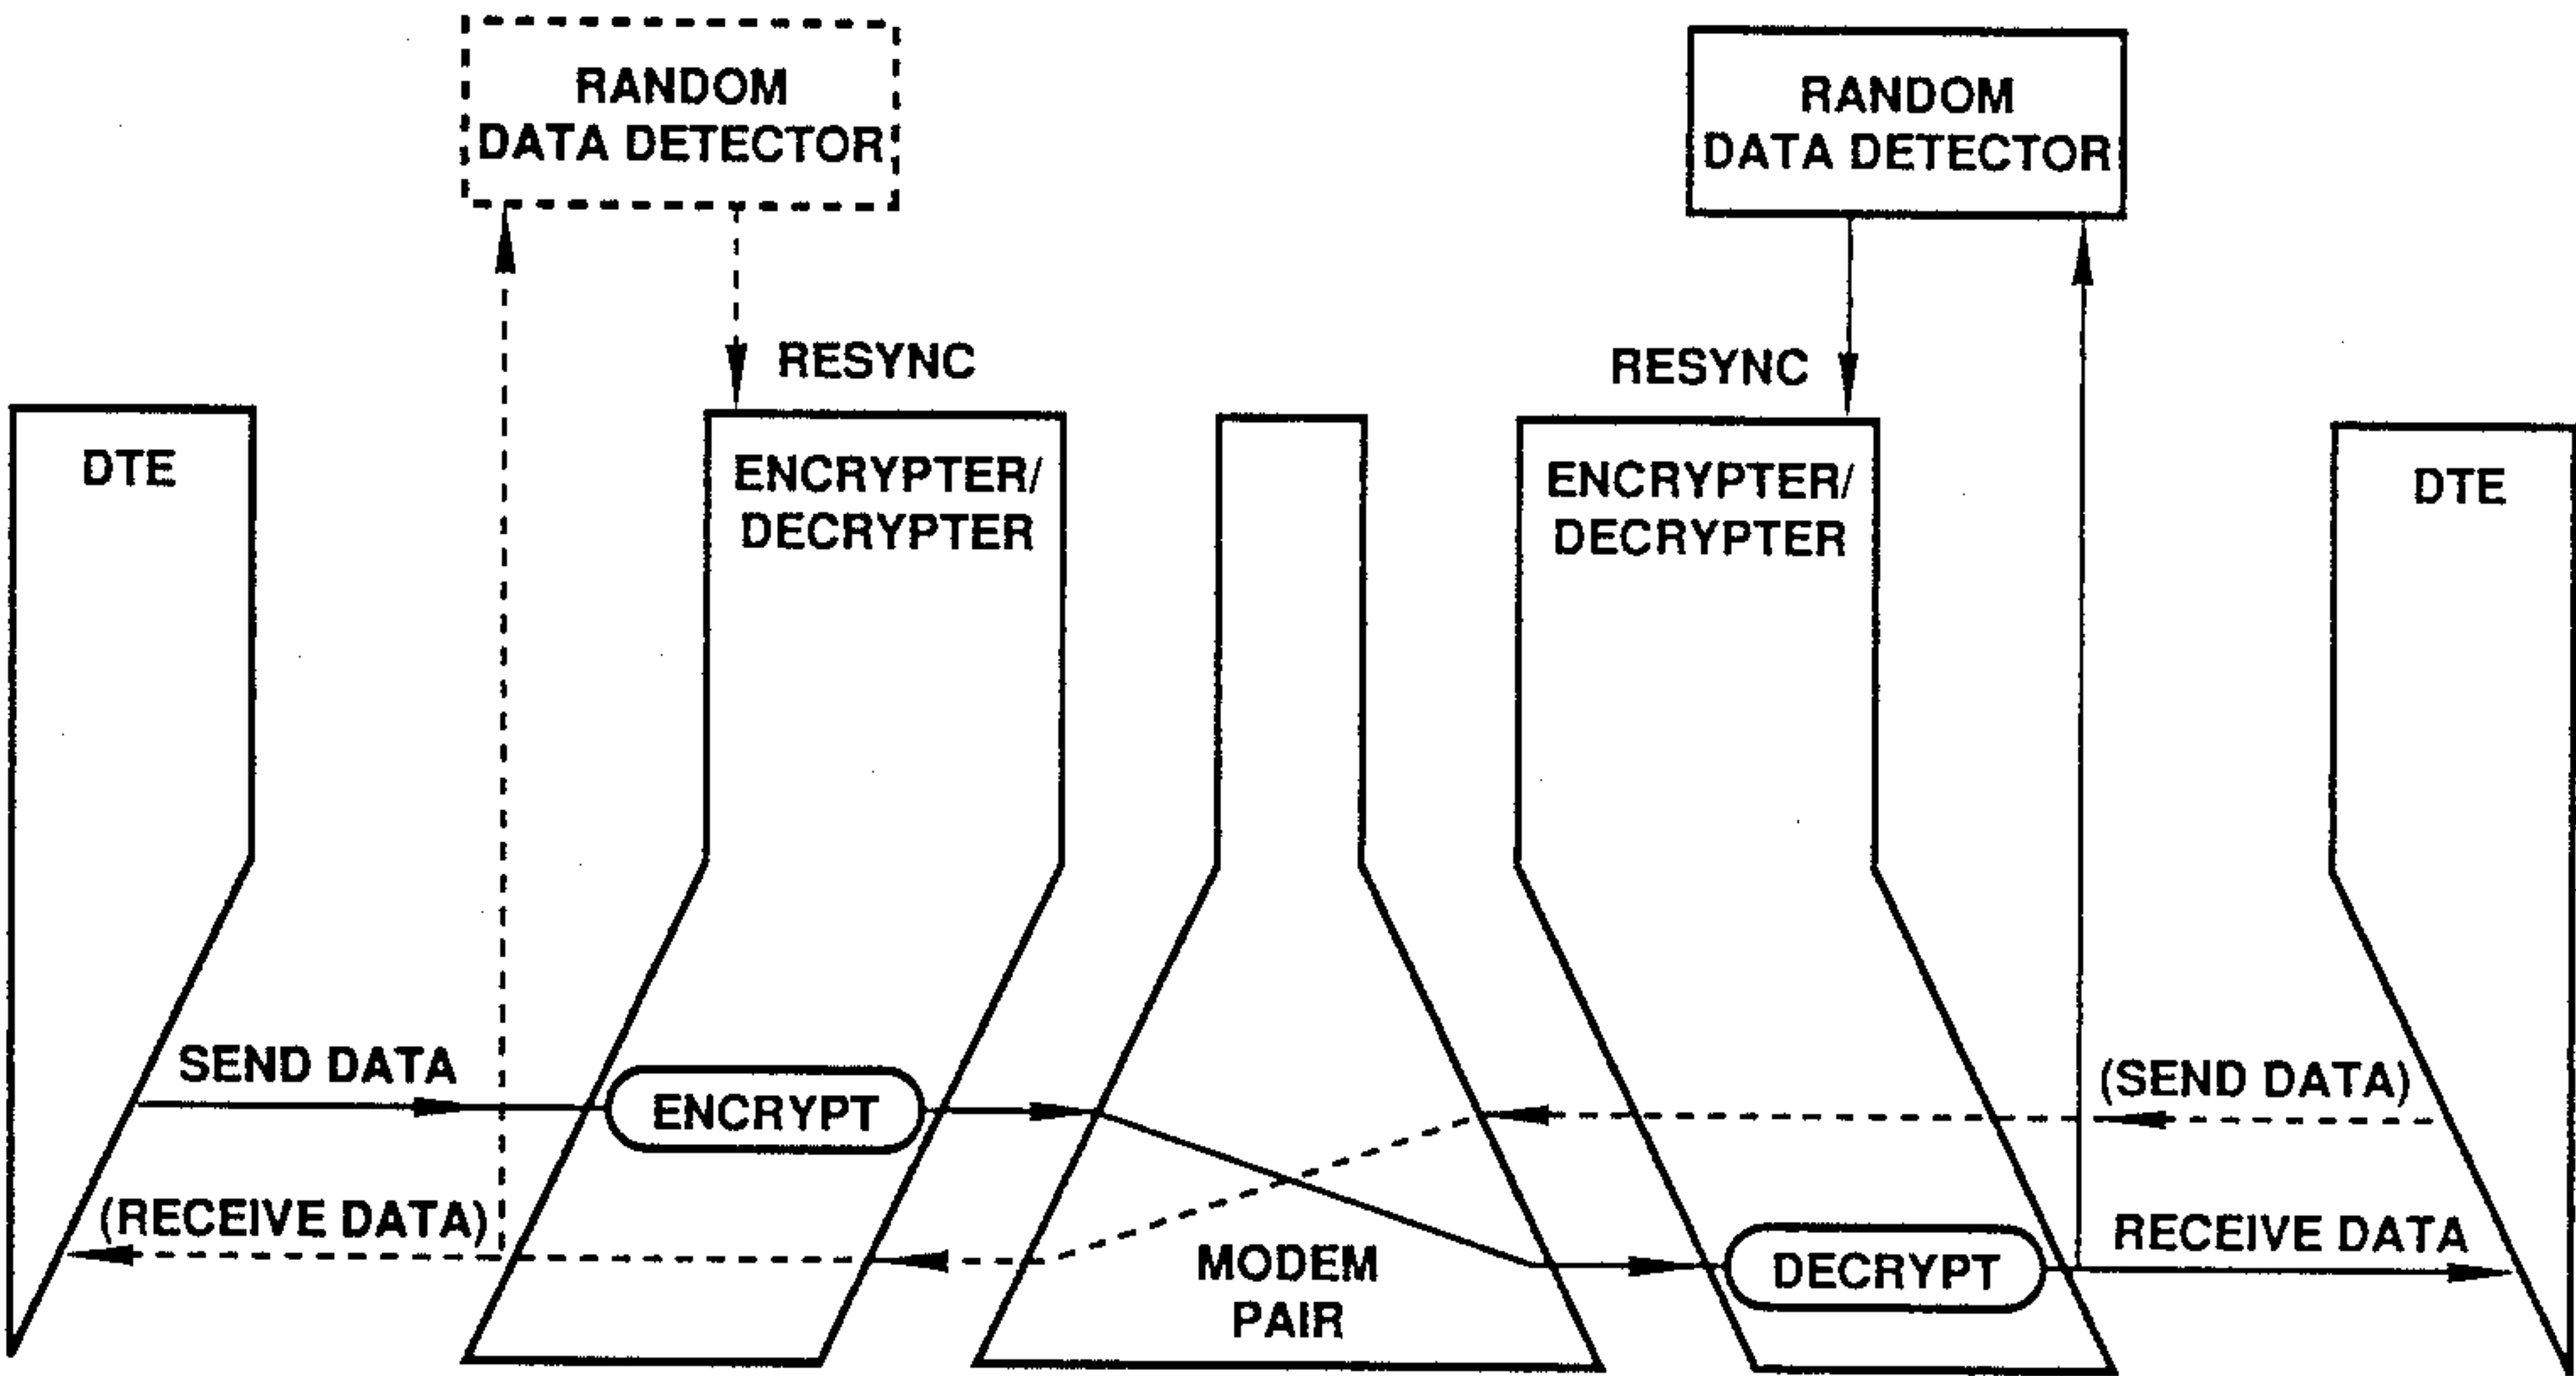 RANDOM
DATA DETECTOR
RANDOM
DATA DETECTOR
RESYNC
RESYNC
DTE
ENCRYPTER/
DECRYPTER
ENCRYPTER/
DECRYPTER
DTE
SEND DATA
ENCRYPT
(SEND DATA)
(RECEIVE DATA)
MODEM
PAIR
DECRYPT
RECEIVE DATA